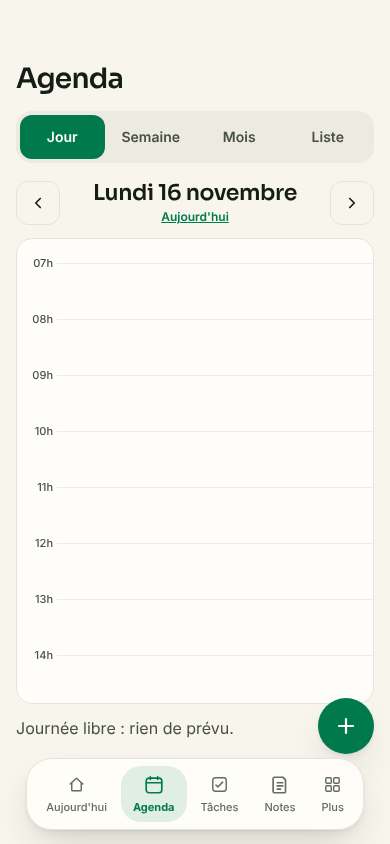 Agenda
Jour Semaine Mois Liste
Lundi 16 novembre
Aujourd'hui
07h
08h
09h
10h
11h
12h
13h
14h
Journée libre : rien de prévu.
Aujourd'hui Agenda Tâches Notes Plus